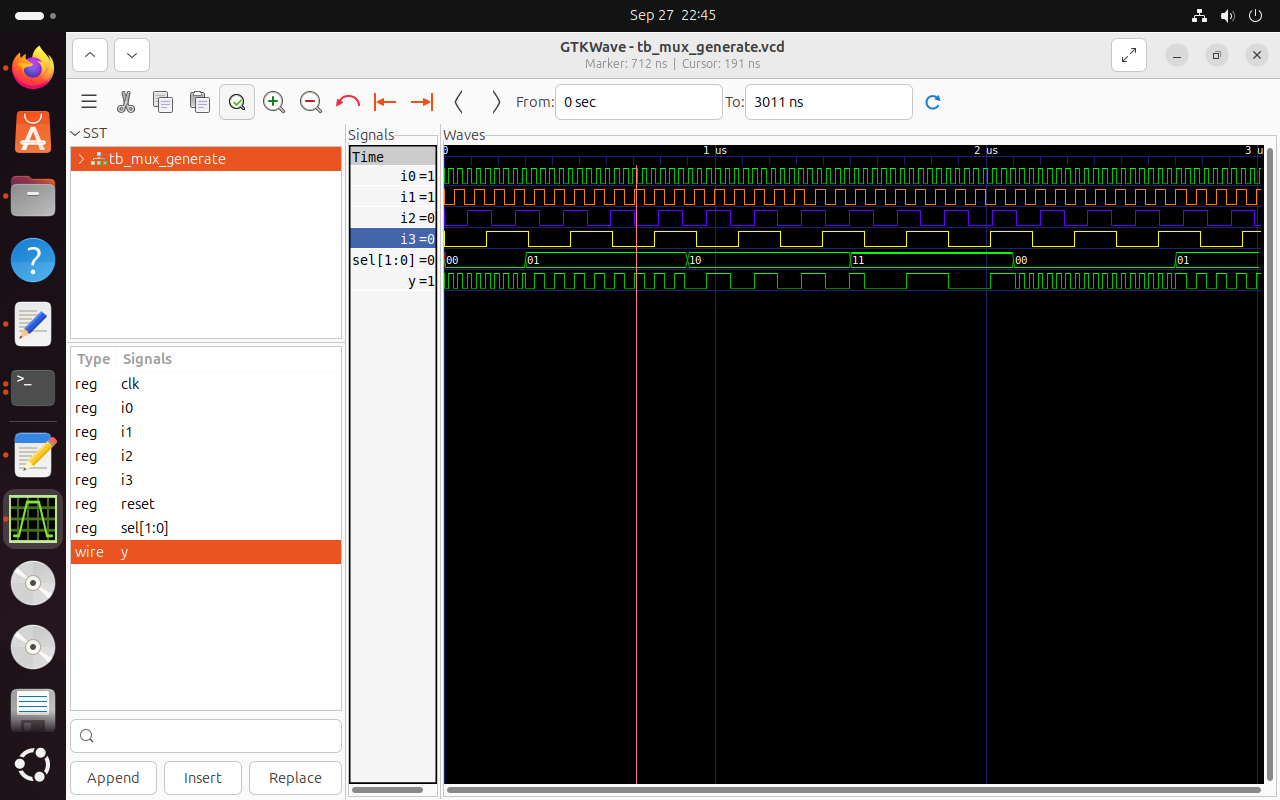 Sep 27 22:45
GTKWave - tb_mux_generate.vcd
Marker: 712 ns | Cursor: 191 ns
From: 0 sec To: 3011 ns
SST
tb_mux_generate
Type Signals
reg clk
reg i0
reg i1
reg i2
reg i3
reg reset
reg sel[1:0]
wire y
Append Insert Replace
Signals
Time
i0 =1
i1 =1
i2 =0
i3 =0
sel[1:0] =0
y =1
Waves
0 1 us 2 us 3 u
00 01 10 11 00 01